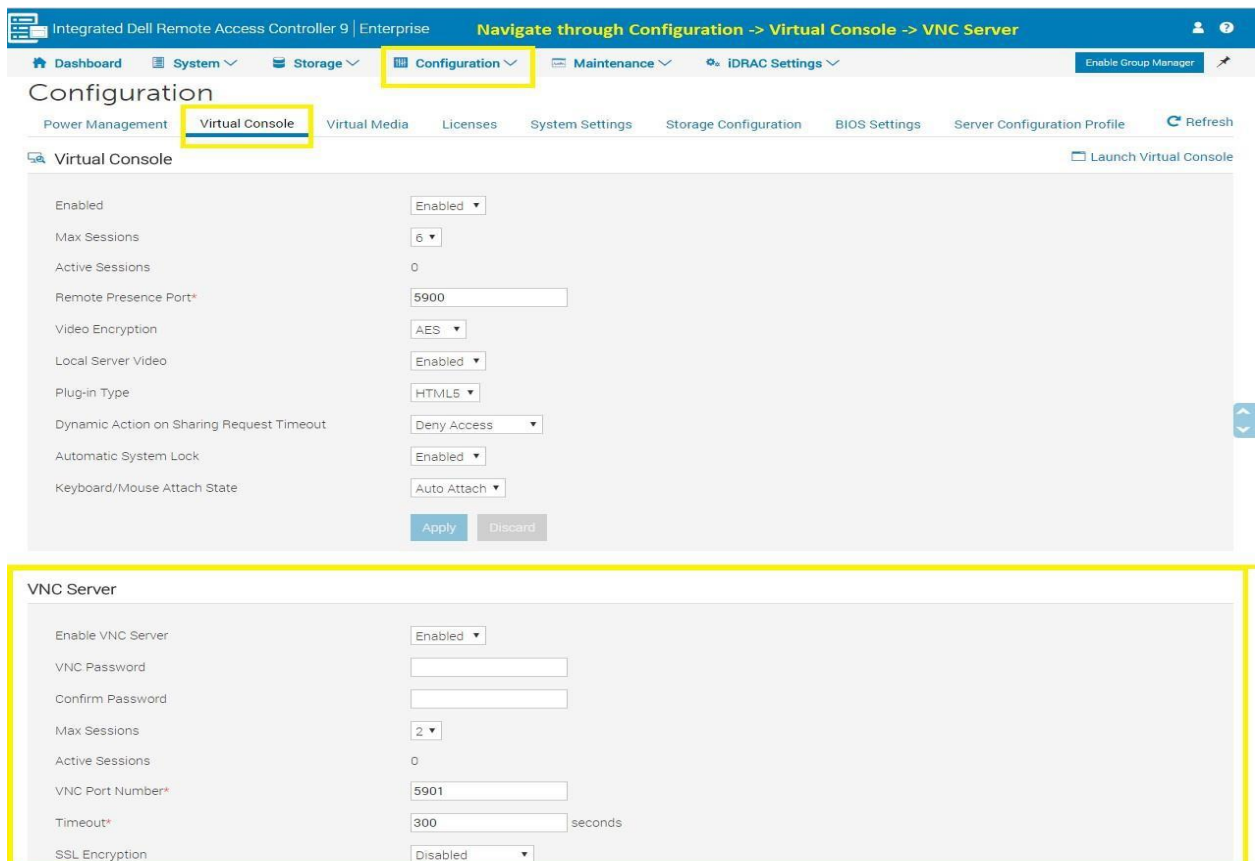 Integrated Dell Remote Access Controller 9 | Enterprise Navigate through Configuration -> Virtual Console -> VNC Server
Dashboard System Storage Configuration Maintenance iDRAC Settings Enable Group Manager
Configuration
Power Management Virtual Console Virtual Media Licenses System Settings Storage Configuration BIOS Settings Server Configuration Profile Refresh
Virtual Console Launch Virtual Console
Enabled Enabled
Max Sessions 6
Active Sessions 0
Remote Presence Port* 5900
Video Encryption AES
Local Server Video Enabled
Plug-in Type HTML5
Dynamic Action on Sharing Request Timeout Deny Access
Automatic System Lock Enabled
Keyboard/Mouse Attach State Auto Attach
Apply Discard
VNC Server
Enable VNC Server Enabled
VNC Password
Confirm Password
Max Sessions 2
Active Sessions 0
VNC Port Number* 5901
Timeout* 300 seconds
SSL Encryption Disabled